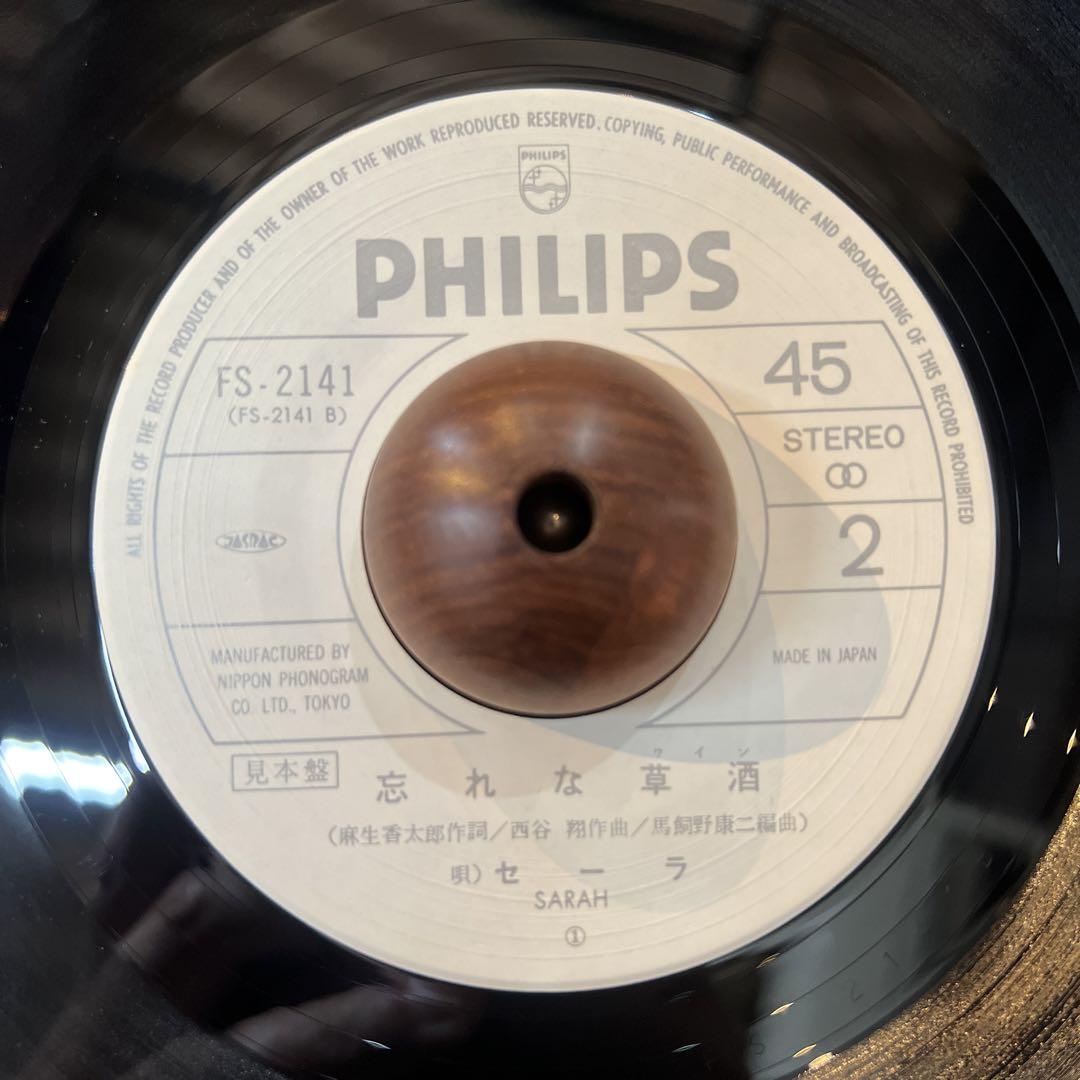 ALL RIGHTS OF THE RECORD PRODUCER AND OF THE OWNER OF THE WORK REPRODUCED RESERVED. COPYING, PUBLIC PERFORMANCE AND BROADCASTING OF THIS RECORD PROHIBITED
PHILIPS
PHILIPS
FS-2141
(FS-2141 B)
45
STEREO
2
JASRAC
MANUFACTURED BY
NIPPON PHONOGRAM
CO. LTD., TOKYO
MADE IN JAPAN
見本盤
ワイン
忘れな草酒
(麻生香太郎作詞/西谷 翔作曲/馬飼野康二編曲)
唄)セーラ
SARAH
①